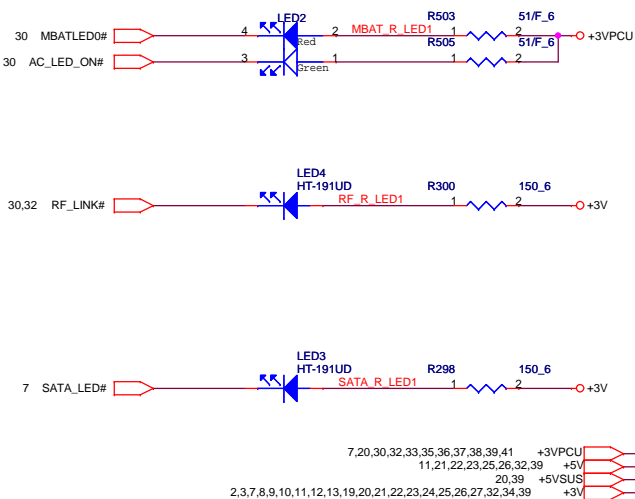 LED2 R503 51/F_6
30 MBATLED0# 4 2 MBAT_R_LED1 1 2 +3VPCU
Red R505 51/F_6
30 AC_LED_ON# 3 1 1 2
Green
LED4
HT-191UD R300 150_6
30,32 RF_LINK# RF_R_LED1 1 2 +3V
LED3
HT-191UD R298 150_6
7 SATA_LED# SATA_R_LED1 1 2 +3V
7,20,30,32,33,35,36,37,38,39,41 +3VPCU
11,21,22,23,25,26,32,39 +5V
20,39 +5VSUS
2,3,7,8,9,10,11,12,13,19,20,21,22,23,24,25,26,27,32,34,39 +3V